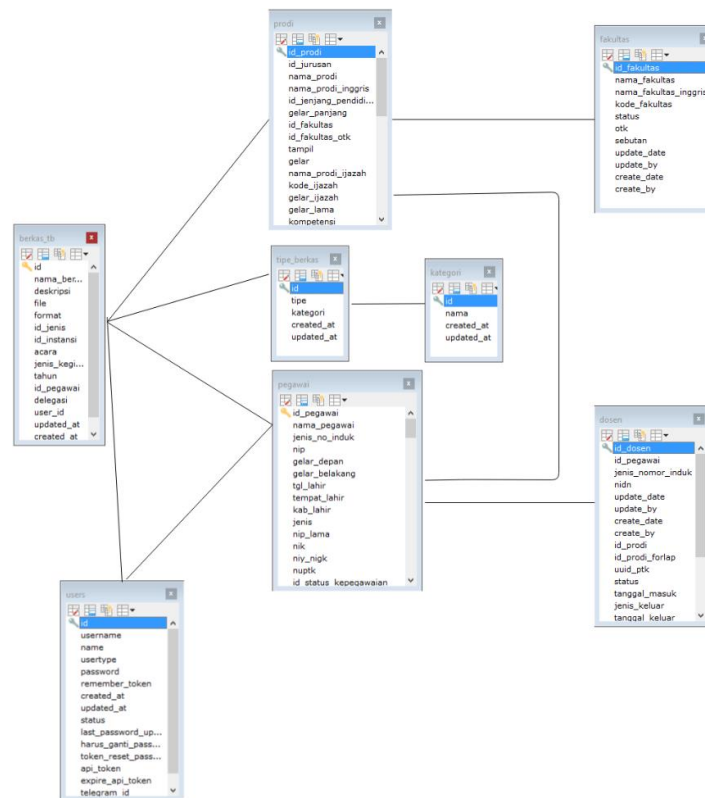 prodi
id_prodi
id_jurusan
nama_prodi
nama_prodi_inggris
id_jenjang_pendidi...
gelar_panjang
id_fakultas
id_fakultas_otk
tampil
gelar
nama_prodi_ijazah
kode_ijazah
gelar_ijazah
gelar_lama
kompetensi
fakultas
id_fakultas
nama_fakultas
nama_fakultas_inggris
kode_fakultas
status
otk
sebutan
update_date
update_by
create_date
create_by
berkas_tb
id
nama_ber...
deskripsi
file
format
id_jenis
id_instansi
acara
jenis_kegi...
tahun
id_pegawai
delegasi
user_id
updated_at
created_at
tipe_berkas
id
tipe
kategori
created_at
updated_at
kategori
id
nama
created_at
updated_at
pegawai
id_pegawai
nama_pegawai
jenis_no_induk
nip
gelar_depan
gelar_belakang
tgl_lahir
tempat_lahir
kab_lahir
jenis
nip_lama
nik
niy_nigk
nuptk
id_status_kepegawaian
dosen
id_dosen
id_pegawai
jenis_nomor_induk
nidn
update_date
update_by
create_date
create_by
id_prodi
id_prodi_forlap
uuid_ptk
status
tanggal_masuk
jenis_keluar
tanggal_keluar
users
id
username
name
usertype
password
remember_token
created_at
updated_at
status
last_password_up...
harus_ganti_pass...
token_reset_pass...
api_token
expire_api_token
telegram_id